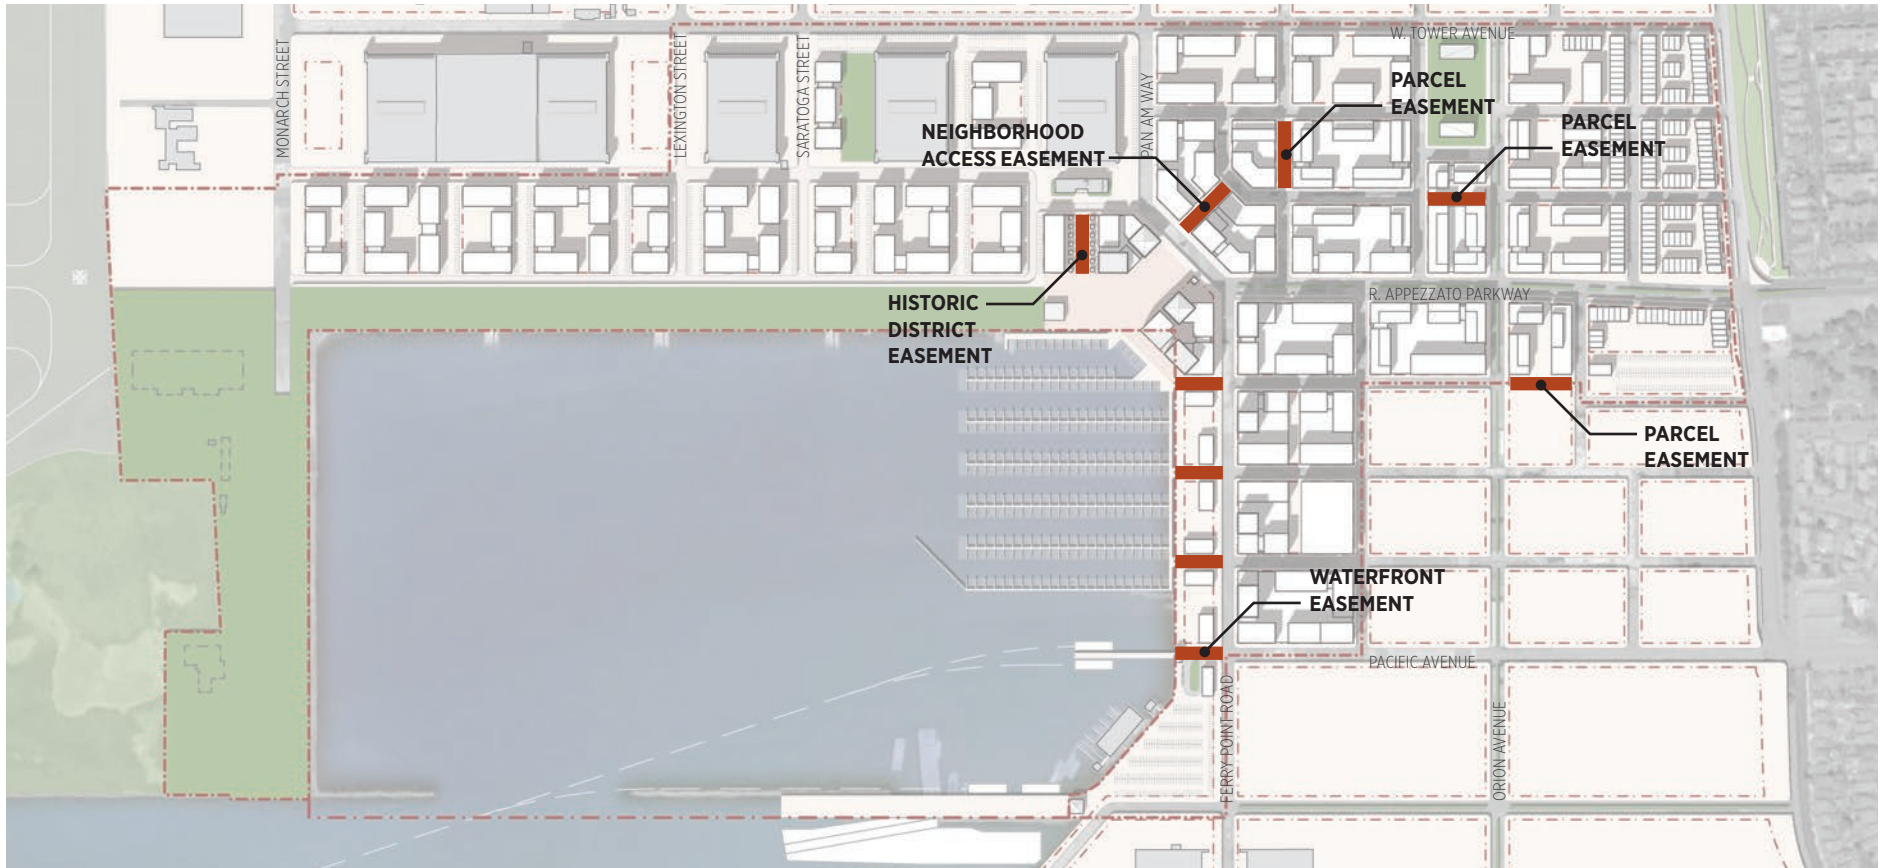 W. TOWER AVENUE
MONARCH STREET
LEXINGTON STREET
SARATOGA STREET
PAN AM WAY
PARCEL
EASEMENT
PARCEL
EASEMENT
NEIGHBORHOOD
ACCESS EASEMENT
HISTORIC
DISTRICT
EASEMENT
R. APPEZZATO PARKWAY
PARCEL
EASEMENT
WATERFRONT
EASEMENT
PACIFIC AVENUE
FERRY POINT ROAD
ORION AVENUE